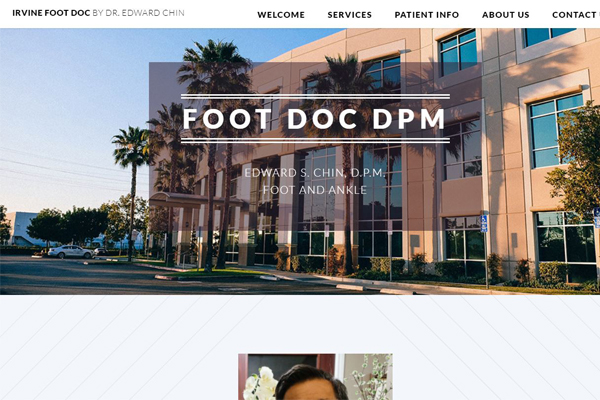 IRVINE FOOT DOC BY DR. EDWARD CHIN
WELCOME SERVICES PATIENT INFO ABOUT US CONTACT
FOOT DOC DPM
EDWARD S. CHIN, D.P.M.
FOOT AND ANKLE